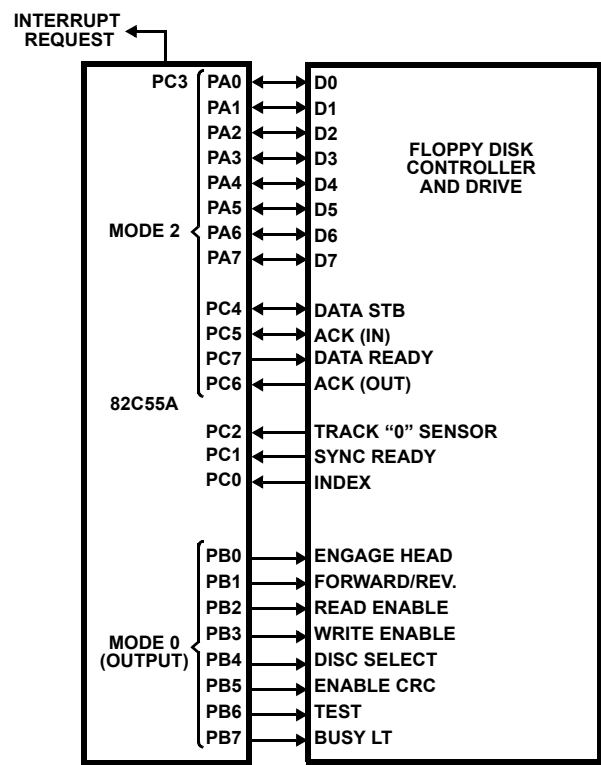 INTERRUPT
REQUEST
PC3 PA0 D0
PA1 D1
PA2 D2
PA3 D3
PA4 D4
PA5 D5
PA6 D6
PA7 D7
MODE 2
FLOPPY DISK
CONTROLLER
AND DRIVE
PC4 DATA STB
PC5 ACK (IN)
PC7 DATA READY
PC6 ACK (OUT)
82C55A
PC2 TRACK “0” SENSOR
PC1 SYNC READY
PC0 INDEX
PB0 ENGAGE HEAD
PB1 FORWARD/REV.
PB2 READ ENABLE
PB3 WRITE ENABLE
PB4 DISC SELECT
PB5 ENABLE CRC
PB6 TEST
PB7 BUSY LT
MODE 0
(OUTPUT)